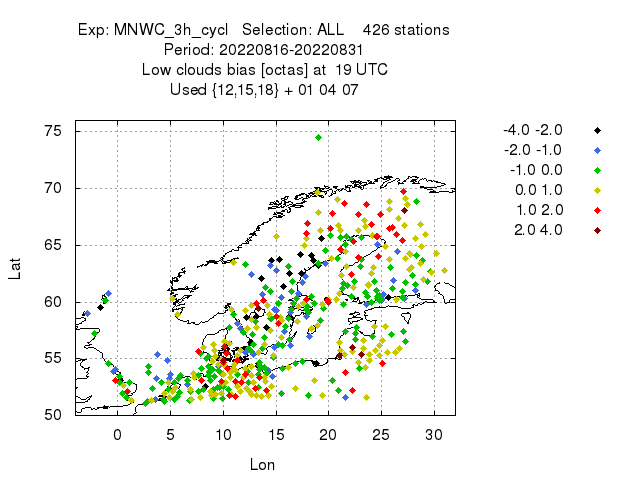 Exp: MNWC_3h_cycl Selection: ALL 426 stations
Period: 20220816-20220831
Low clouds bias [octas] at 19 UTC
Used {12,15,18} + 01 04 07
-4.0 -2.0
-2.0 -1.0
-1.0 0.0
0.0 1.0
1.0 2.0
2.0 4.0
75
70
65
60
55
50
Lat
0 5 10 15 20 25 30
Lon